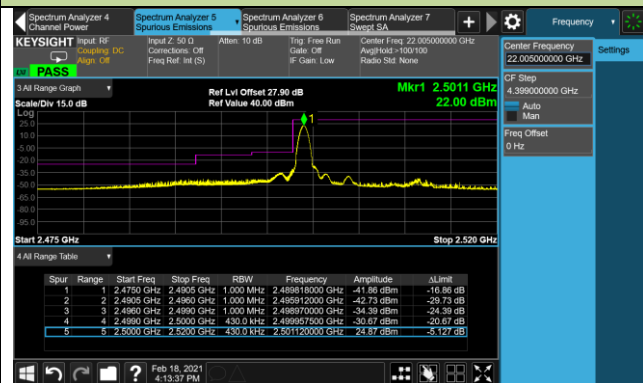 Spectrum Analyzer 4
Channel Power
Spectrum Analyzer 5
Spurious Emissions
Spectrum Analyzer 6
Spurious Emissions
Spectrum Analyzer 7
Swept SA
Frequency
KEYSIGHT
Input: RF
Coupling: DC
Align: Off
Input Z: 50 Ω
Corrections: Off
Freq Ref: Int (S)
Atten: 10 dB
Trig: Free Run
Gate: Off
IF Gain: Low
Center Freq: 22.005000000 GHz
Avg|Hold:>100/100
Radio Std: None
PASS
3 All Range Graph
Scale/Div 15.0 dB
Ref Lvl Offset 27.90 dB
Ref Value 40.00 dBm
Mkr1 2.5011 GHz
22.00 dBm
Log
25.0
10.0
-5.00
-20.0
-35.0
-50.0
-65.0
-80.0
-95.0
1
Start 2.475 GHz
Stop 2.520 GHz
4 All Range Table
Spur Range Start Freq Stop Freq RBW Frequency Amplitude ΔLimit
1 1 2.4750 GHz 2.4905 GHz 1.000 MHz 2.489818000 GHz -41.86 dBm -16.86 dB
2 2 2.4905 GHz 2.4960 GHz 1.000 MHz 2.495912000 GHz -42.73 dBm -29.73 dB
3 3 2.4960 GHz 2.4990 GHz 1.000 MHz 2.498970000 GHz -34.39 dBm -24.39 dB
4 4 2.4990 GHz 2.5000 GHz 430.0 kHz 2.499957500 GHz -30.67 dBm -20.67 dB
5 5 2.5000 GHz 2.5200 GHz 430.0 kHz 2.501120000 GHz 24.87 dBm -5.127 dB
Center Frequency
22.005000000 GHz
Settings
CF Step
4.399000000 GHz
Auto
Man
Freq Offset
0 Hz
Feb 18, 2021
4:13:37 PM